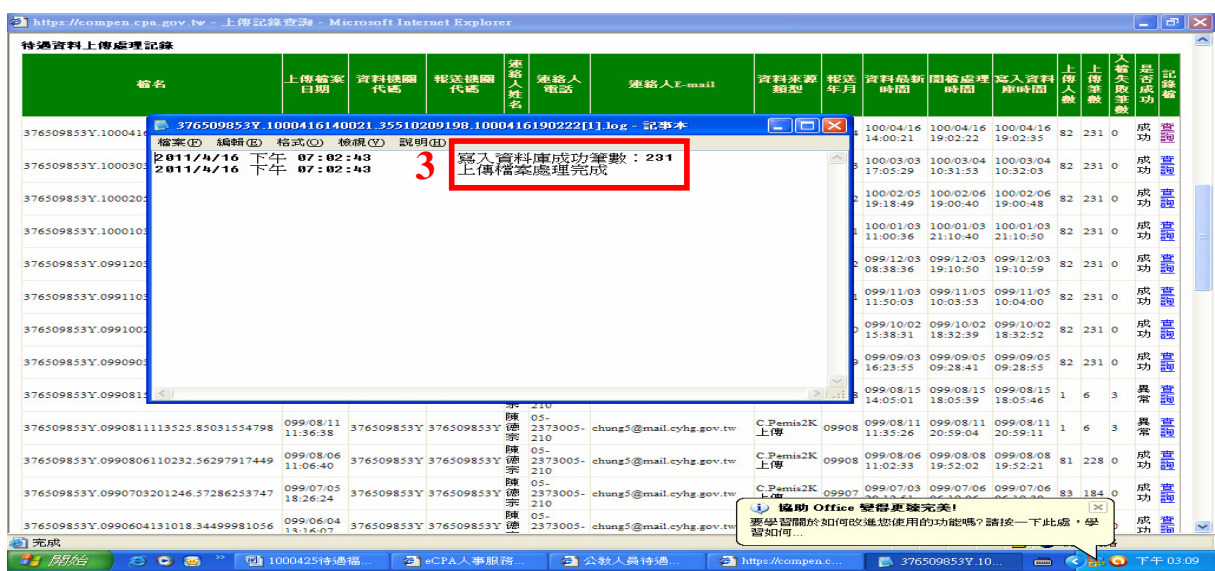 https://compen.cpa.gov.tw - 上傳記錄查詢 - Microsoft Internet Explorer
待遇資料上傳處理記錄
檔名 上傳檔案日期 資料機關代碼 報送機關代碼 連絡人姓名 連絡人電話 連絡人E-mail 資料來源類型 報送年月 資料最新時間 開檔處理時間 寫入資料庫時間 上傳人數 上傳筆數 入檔失敗筆數 是否成功 記錄檔
376509853Y.10004161 100/04/16 14:00:21 100/04/16 19:02:22 100/04/16 19:02:35 82 231 0 成功 查詢
376509853Y.1000303 100/03/03 17:05:29 100/03/04 10:31:53 100/03/04 10:32:03 82 231 0 成功 查詢
376509853Y.100020 100/02/05 19:18:49 100/02/06 19:00:40 100/02/06 19:00:48 82 231 0 成功 查詢
376509853Y.100010 100/01/03 11:00:36 100/01/03 21:10:40 100/01/03 21:10:50 82 231 0 成功 查詢
376509853Y.099120 099/12/03 08:38:36 099/12/03 19:10:50 099/12/03 19:10:59 82 231 0 成功 查詢
376509853Y.099110 099/11/03 11:50:03 099/11/05 10:03:53 099/11/05 10:04:00 82 231 0 成功 查詢
376509853Y.099100 099/10/02 15:38:31 099/10/02 18:32:39 099/10/02 18:32:52 82 231 0 成功 查詢
376509853Y.099090 099/09/03 16:23:55 099/09/05 09:28:41 099/09/05 09:28:55 82 231 0 成功 查詢
376509853Y.099081 宗 210 099/08/15 14:05:01 099/08/15 18:05:39 099/08/15 18:05:46 1 6 3 異常 查詢
376509853Y.0990811113525.85031554798 099/08/11 11:36:38 376509853Y 376509853Y 陳德宗 05-2373005-210 chung5@mail.cyhg.gov.tw C.Pemis2K上傳 09908 099/08/11 11:35:26 099/08/11 20:59:04 099/08/11 20:59:11 1 6 3 異常 查詢
376509853Y.0990806110232.56297917449 099/08/06 11:06:40 376509853Y 376509853Y 陳德宗 05-2373005-210 chung5@mail.cyhg.gov.tw C.Pemis2K上傳 09908 099/08/06 11:02:33 099/08/08 19:52:02 099/08/08 19:52:21 81 228 0 成功 查詢
376509853Y.0990703201246.57286253747 099/07/05 18:26:24 376509853Y 376509853Y 陳德宗 05-2373005-210 chung5@mail.cyhg.gov.tw C.Pemis2K 09907 099/07/03 099/07/06 099/07/06 83 184 0 成功 查詢
376509853Y.0990604131018.34499981056 099/06/04 13:16:07 376509853Y 376509853Y 陳德 05-2373005- chung5@mail.cyhg.gov.tw 成功 查詢
376509853Y.1000416140021.35510209198.1000416190222[1].log - 記事本
檔案(F) 編輯(E) 格式(O) 檢視(V) 說明(H)
2011/4/16 下午 07:02:43 寫入資料庫成功筆數：231
2011/4/16 下午 07:02:43 上傳檔案處理完成
3
協助 Office 變得更臻完美!
要學習關於如何改進您使用的功能嗎? 請按一下此處，學習如何...
完成
開始 1000425待遇福... eCPA人事服務... 公教人員待遇... https://compen.c... 376509853Y.10... 下午 03:09